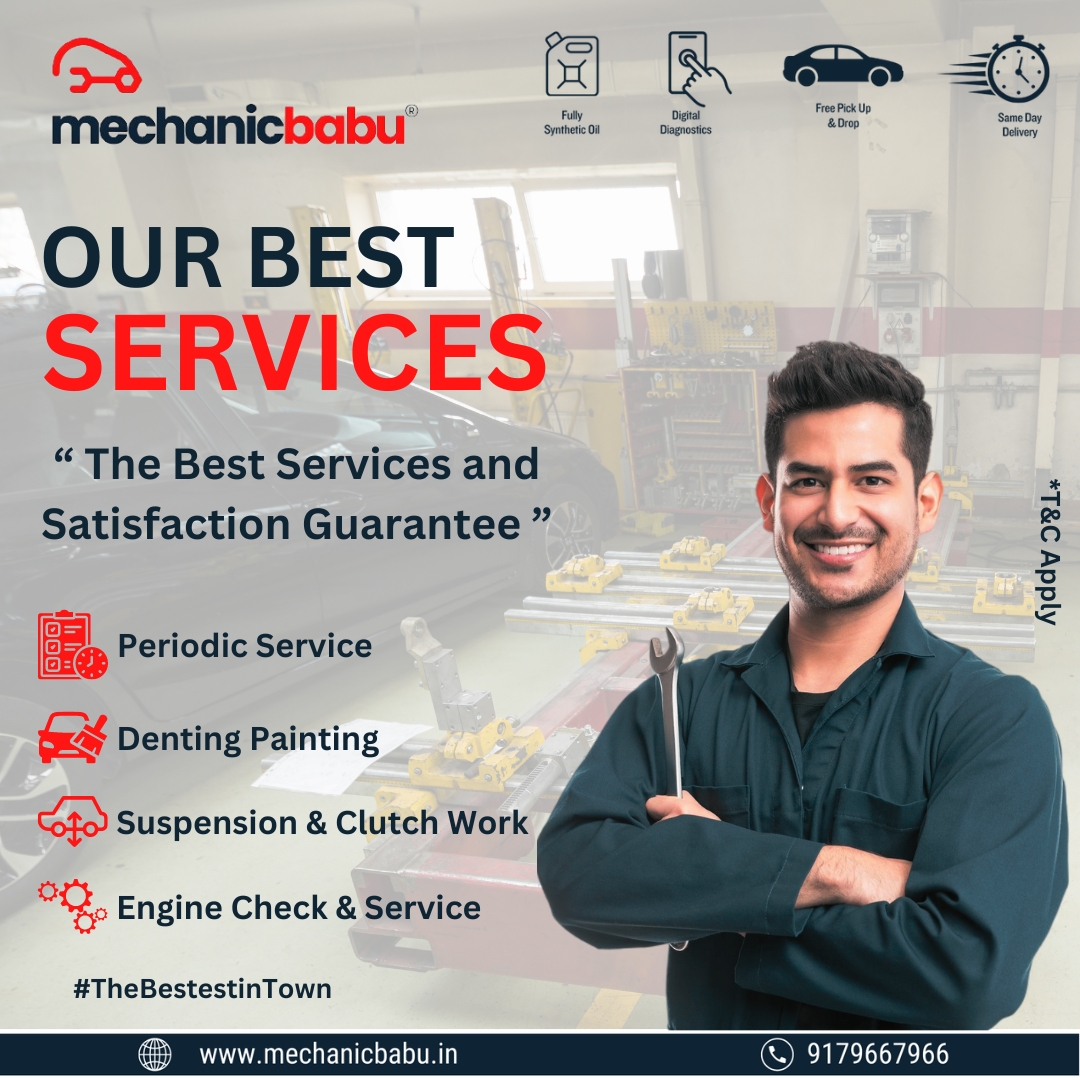 mechanicbabu®
Fully
Synthetic Oil
Digital
Diagnostics
Free Pick Up
& Drop
Same Day
Delivery
OUR BEST
SERVICES
“ The Best Services and
Satisfaction Guarantee ”
*T&C Apply
Periodic Service
Denting Painting
Suspension & Clutch Work
Engine Check & Service
#TheBestestinTown
www.mechanicbabu.in
9179667966